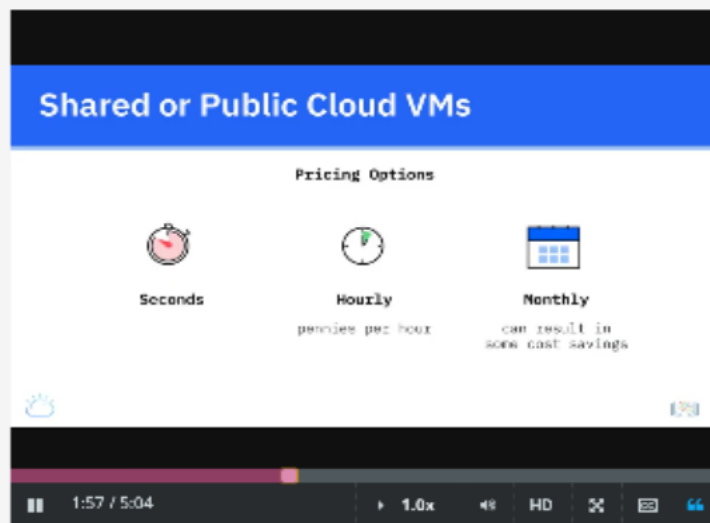 Shared or Public Cloud VMs
Pricing Options
Seconds
Hourly
Monthly
pennies per hour
can result in
some cost savings
1:57 / 5:04
1.0x
HD
CC